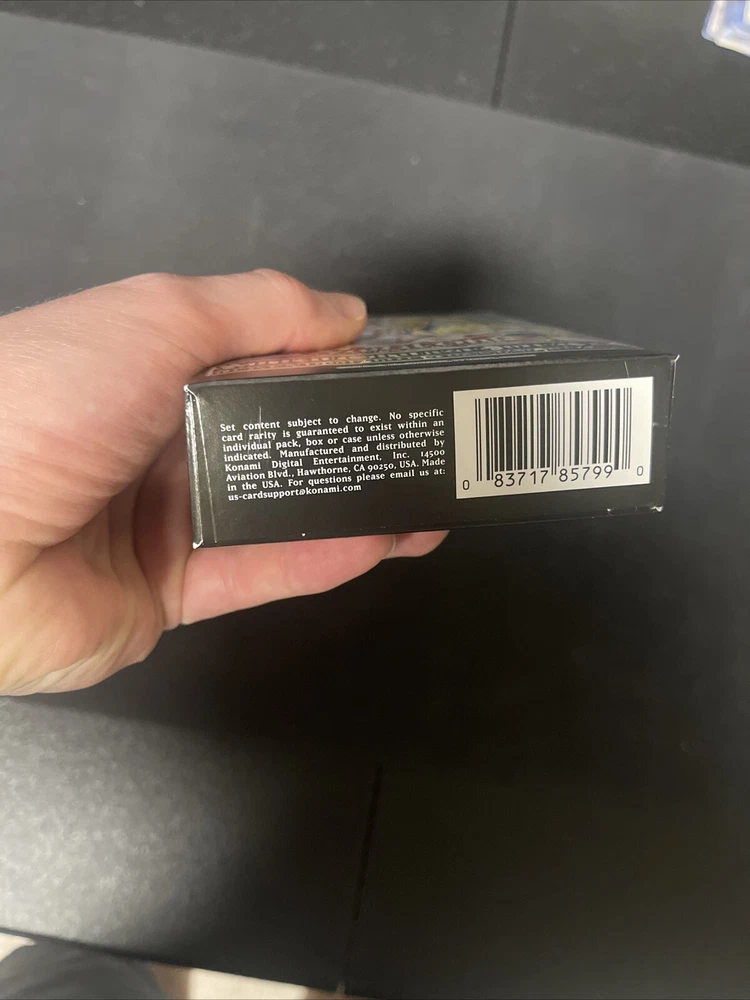 Set content subject to change. No specific
card rarity is guaranteed to exist within an
individual pack, box or case unless otherwise
indicated. Manufactured and distributed by
Konami Digital Entertainment, Inc. 14500
Aviation Blvd., Hawthorne, CA 90250, USA. Made
in the USA. For questions please email us at:
us-cardsupport@konami.com
0 83717 85799 0